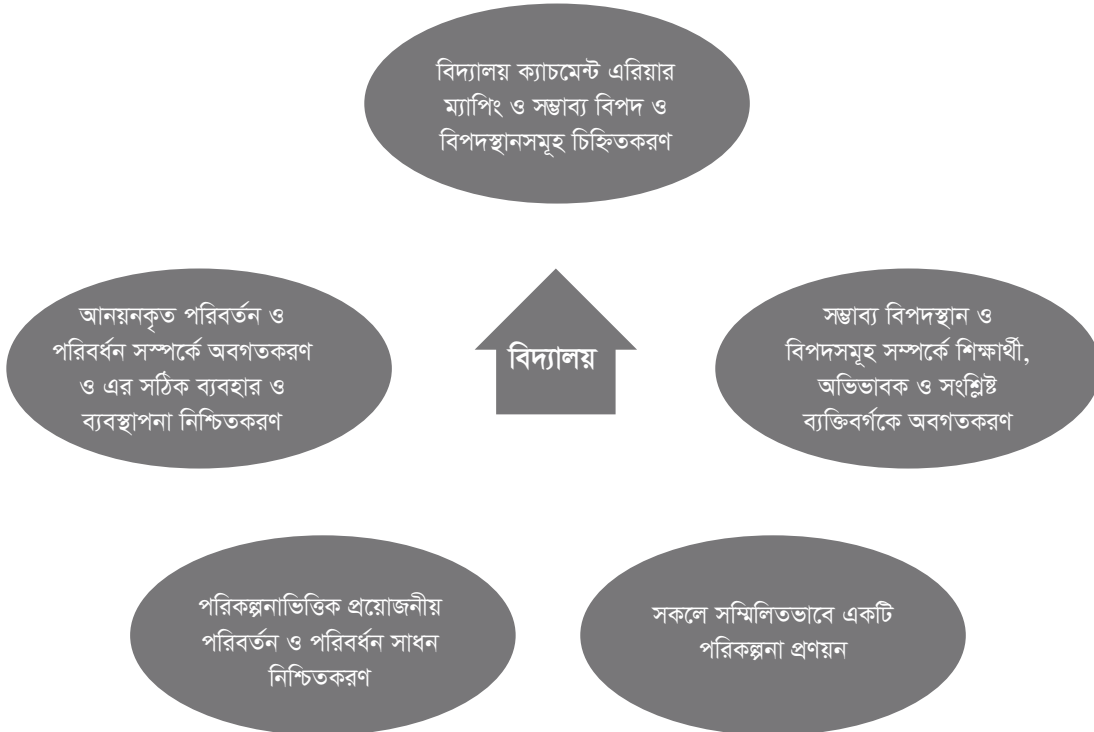 বিদ্যালয় ক্যাচমেন্ট এরিয়ার
ম্যাপিং ও সম্ভাব্য বিপদ ও
বিপদস্থানসমূহ চিহ্নিতকরণ
আনয়নকৃত পরিবর্তন ও
পরিবর্ধন সস্পর্কে অবগতকরণ
ও এর সঠিক ব্যবহার ও
ব্যবস্থাপনা নিশ্চিতকরণ
বিদ্যালয়
সম্ভাব্য বিপদস্থান ও
বিপদসমূহ সম্পর্কে শিক্ষার্থী,
অভিভাবক ও সংশ্লিষ্ট
ব্যক্তিবর্গকে অবগতকরণ
পরিকল্পনাভিত্তিক প্রয়োজনীয়
পরিবর্তন ও পরিবর্ধন সাধন
নিশ্চিতকরণ
সকলে সম্মিলিতভাবে একটি
পরিকল্পনা প্রণয়ন